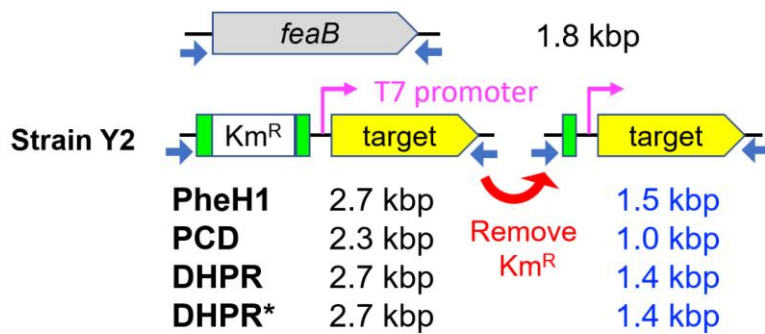 feaB 1.8 kbp
T7 promoter
Strain Y2 Km^R target target
PheH1 2.7 kbp 1.5 kbp
PCD 2.3 kbp Remove 1.0 kbp
DHPR 2.7 kbp Km^R 1.4 kbp
DHPR* 2.7 kbp 1.4 kbp